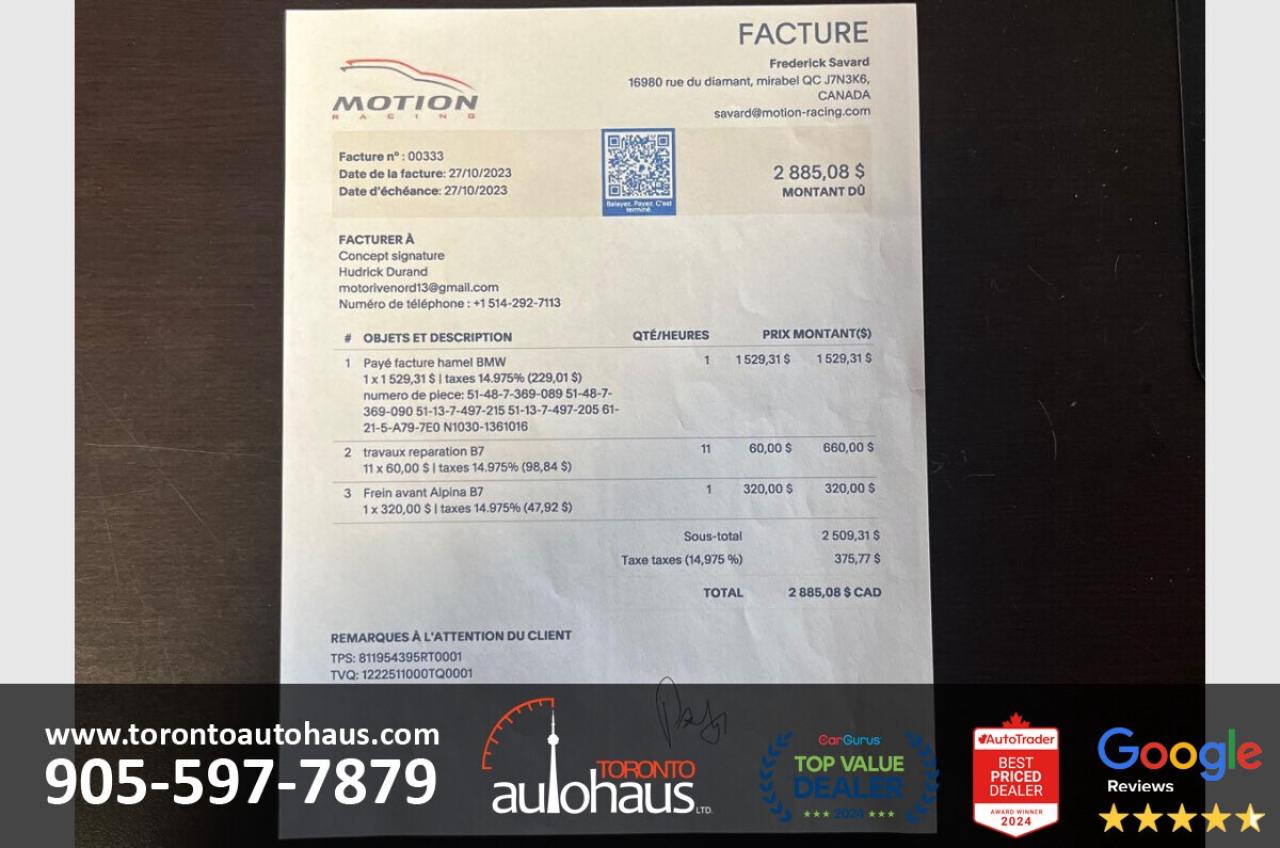 FACTURE
MOTION
RACING
Frederick Savard
16980 rue du diamant, mirabel QC J7N3K6,
CANADA
savard@motion-racing.com
Facture n° : 00333
Date de la facture: 27/10/2023
Date d'échéance: 27/10/2023
Balayez. Payez. C'est
terminé.
2 885,08 $
MONTANT DÛ
FACTURER À
Concept signature
Hudrick Durand
motorivenord13@gmail.com
Numéro de téléphone : +1 514-292-7113
# OBJETS ET DESCRIPTION QTÉ/HEURES PRIX MONTANT($)
1 Payé facture hamel BMW 1 1 529,31 $ 1 529,31 $
1 x 1 529,31 $ | taxes 14.975% (229,01 $)
numero de piece: 51-48-7-369-089 51-48-7-
369-090 51-13-7-497-215 51-13-7-497-205 61-
21-5-A79-7E0 N1030-1361016
2 travaux reparation B7 11 60,00 $ 660,00 $
11 x 60,00 $ | taxes 14.975% (98,84 $)
3 Frein avant Alpina B7 1 320,00 $ 320,00 $
1 x 320,00 $ | taxes 14.975% (47,92 $)
Sous-total 2 509,31 $
Taxe taxes (14,975 %) 375,77 $
TOTAL 2 885,08 $ CAD
REMARQUES À L'ATTENTION DU CLIENT
TPS: 811954395RT0001
TVQ: 1222511000TQ0001
www.torontoautohaus.com
905-597-7879
TORONTO
autohaus LTD.
CarGurus
TOP VALUE
DEALER
2024
AutoTrader
BEST
PRICED
DEALER
AWARD WINNER
2024
Google
Reviews